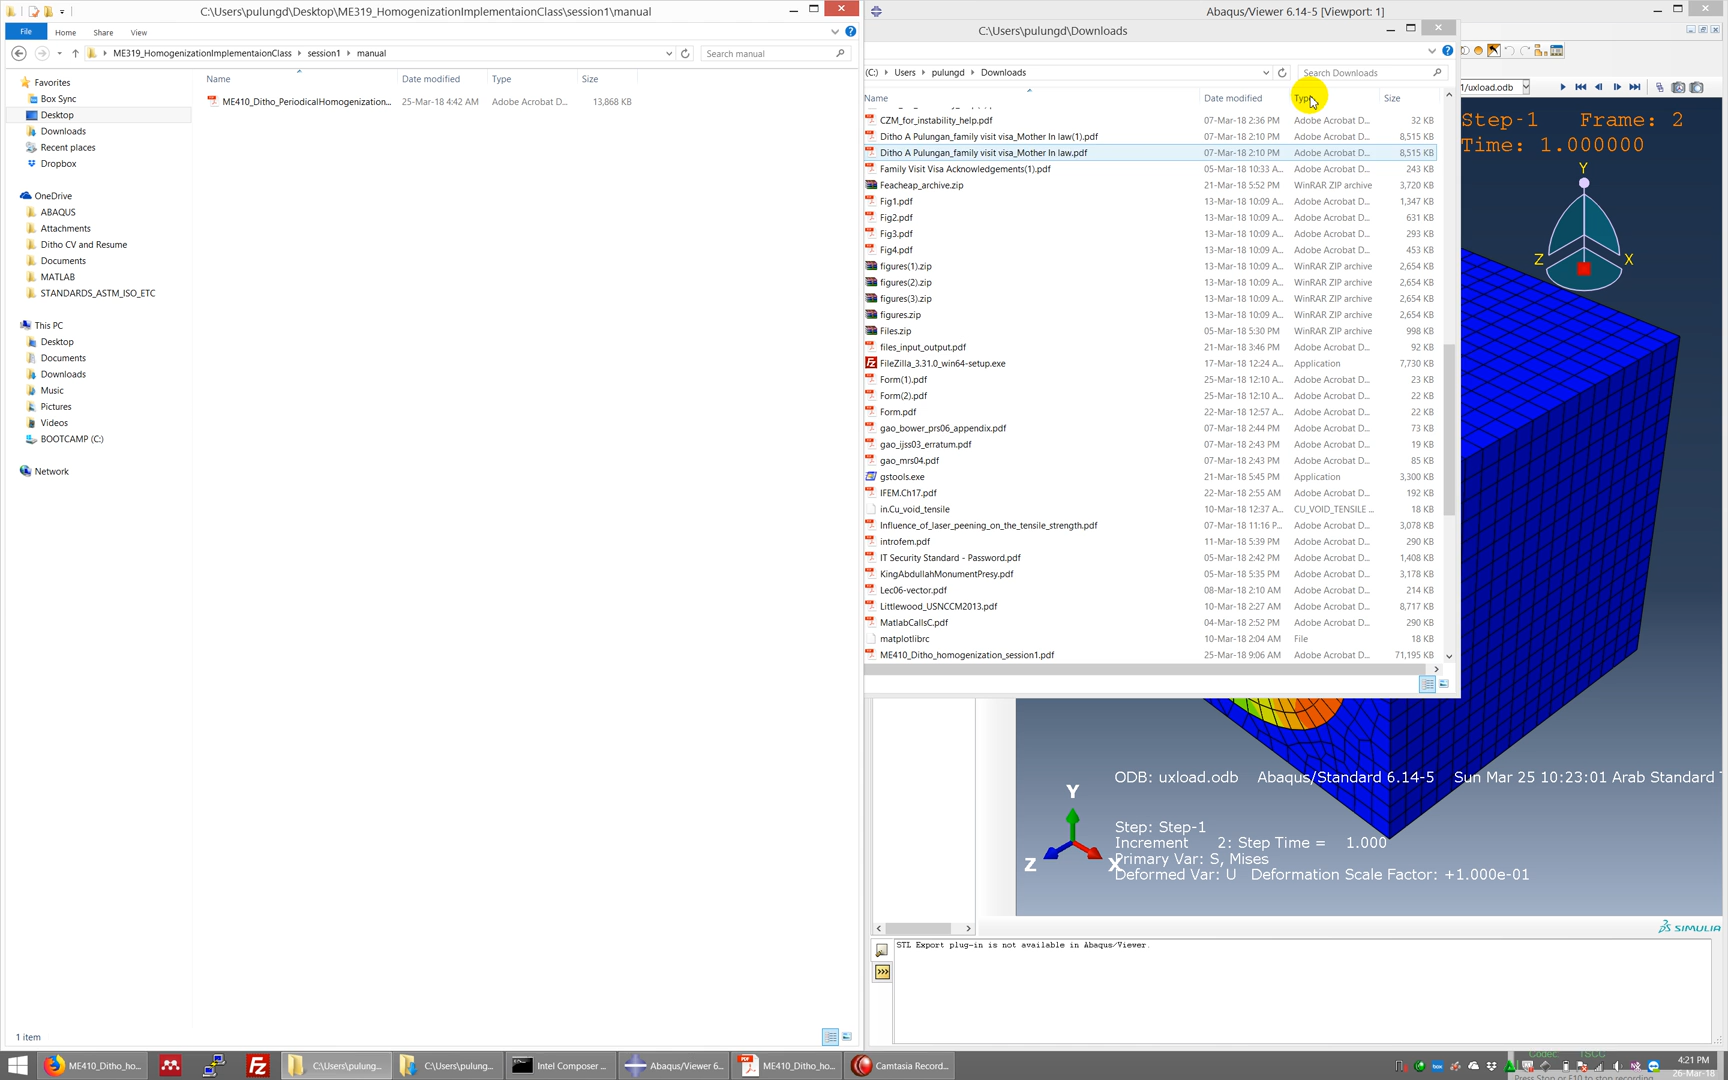 C:\Users\pulungd\Desktop\ME319_HomogenizationImplementaionClass\session1\manual
File Home Share View
ME319_HomogenizationImplementaionClass session1 manual
Search manual
Favorites
Box Sync
Desktop
Downloads
Recent places
Dropbox
OneDrive
ABAQUS
Attachments
Ditho CV and Resume
Documents
MATLAB
STANDARDS_ASTM_ISO_ETC
This PC
Desktop
Documents
Downloads
Music
Pictures
Videos
BOOTCAMP (C:)
Network
Name Date modified Type Size
ME410_Ditho_PeriodicalHomogenization... 25-Mar-18 4:42 AM Adobe Acrobat D... 13,868 KB
1 item
Abaqus/Viewer 6.14-5 [Viewport: 1]
C:\Users\pulungd\Downloads
(C:) Users pulungd Downloads
Search Downloads
Name Date modified Type Size
CZM_for_instability_help.pdf 07-Mar-18 2:36 PM Adobe Acrobat D... 32 KB
Ditho A Pulungan_family visit visa_Mother In law(1).pdf 07-Mar-18 2:10 PM Adobe Acrobat D... 8,515 KB
Ditho A Pulungan_family visit visa_Mother In law.pdf 07-Mar-18 2:10 PM Adobe Acrobat D... 8,515 KB
Family Visit Visa Acknowledgements(1).pdf 05-Mar-18 10:33 A... Adobe Acrobat D... 243 KB
Feacheap_archive.zip 21-Mar-18 5:52 PM WinRAR ZIP archive 3,720 KB
Fig1.pdf 13-Mar-18 10:09 A... Adobe Acrobat D... 1,347 KB
Fig2.pdf 13-Mar-18 10:09 A... Adobe Acrobat D... 631 KB
Fig3.pdf 13-Mar-18 10:09 A... Adobe Acrobat D... 293 KB
Fig4.pdf 13-Mar-18 10:09 A... Adobe Acrobat D... 453 KB
figures(1).zip 13-Mar-18 10:09 A... WinRAR ZIP archive 2,654 KB
figures(2).zip 13-Mar-18 10:09 A... WinRAR ZIP archive 2,654 KB
figures(3).zip 13-Mar-18 10:09 A... WinRAR ZIP archive 2,654 KB
figures.zip 13-Mar-18 10:09 A... WinRAR ZIP archive 2,654 KB
Files.zip 05-Mar-18 5:30 PM WinRAR ZIP archive 998 KB
files_input_output.pdf 21-Mar-18 3:46 PM Adobe Acrobat D... 92 KB
FileZilla_3.31.0_win64-setup.exe 17-Mar-18 12:24 A... Application 7,730 KB
Form(1).pdf 25-Mar-18 12:10 A... Adobe Acrobat D... 23 KB
Form(2).pdf 25-Mar-18 12:10 A... Adobe Acrobat D... 22 KB
Form.pdf 22-Mar-18 12:57 A... Adobe Acrobat D... 22 KB
gao_bower_prs06_appendix.pdf 07-Mar-18 2:44 PM Adobe Acrobat D... 73 KB
gao_ijss03_erratum.pdf 07-Mar-18 2:43 PM Adobe Acrobat D... 19 KB
gao_mrs04.pdf 07-Mar-18 2:43 PM Adobe Acrobat D... 85 KB
gstools.exe 21-Mar-18 5:45 PM Application 3,300 KB
IFEM.Ch17.pdf 22-Mar-18 2:55 AM Adobe Acrobat D... 192 KB
in.Cu_void_tensile 10-Mar-18 12:37 A... CU_VOID_TENSILE ... 18 KB
Influence_of_laser_peening_on_the_tensile_strength.pdf 07-Mar-18 11:16 P... Adobe Acrobat D... 3,078 KB
introfem.pdf 11-Mar-18 5:39 PM Adobe Acrobat D... 290 KB
IT Security Standard - Password.pdf 05-Mar-18 2:42 PM Adobe Acrobat D... 1,408 KB
KingAbdullahMonumentPresy.pdf 05-Mar-18 5:35 PM Adobe Acrobat D... 3,178 KB
Lec06-vector.pdf 08-Mar-18 2:10 AM Adobe Acrobat D... 214 KB
Littlewood_USNCCM2013.pdf 10-Mar-18 2:27 AM Adobe Acrobat D... 8,717 KB
MatlabCallsC.pdf 04-Mar-18 2:52 PM Adobe Acrobat D... 290 KB
matplotlibrc 10-Mar-18 2:04 AM File 18 KB
ME410_Ditho_homogenization_session1.pdf 25-Mar-18 9:06 AM Adobe Acrobat D... 71,195 KB
1/uxload.odb
Step-1 Frame: 2
Time: 1.000000
Y
Z X
ODB: uxload.odb Abaqus/Standard 6.14-5 Sun Mar 25 10:23:01 Arab Standard T
Y
Z X
Step: Step-1
Increment 2: Step Time = 1.000
Primary Var: S, Mises
Deformed Var: U Deformation Scale Factor: +1.000e-01
SIMULIA
STL Export plug-in is not available in Abaqus/Viewer.
ME410_Ditho_ho...
C:\Users\pulung...
C:\Users\pulung...
Intel Composer ...
Abaqus/Viewer 6...
ME410_Ditho_ho...
Camtasia Record...
Codec TSCC
4:21 PM
26-Mar-18
Press Stop or F10 to stop recording